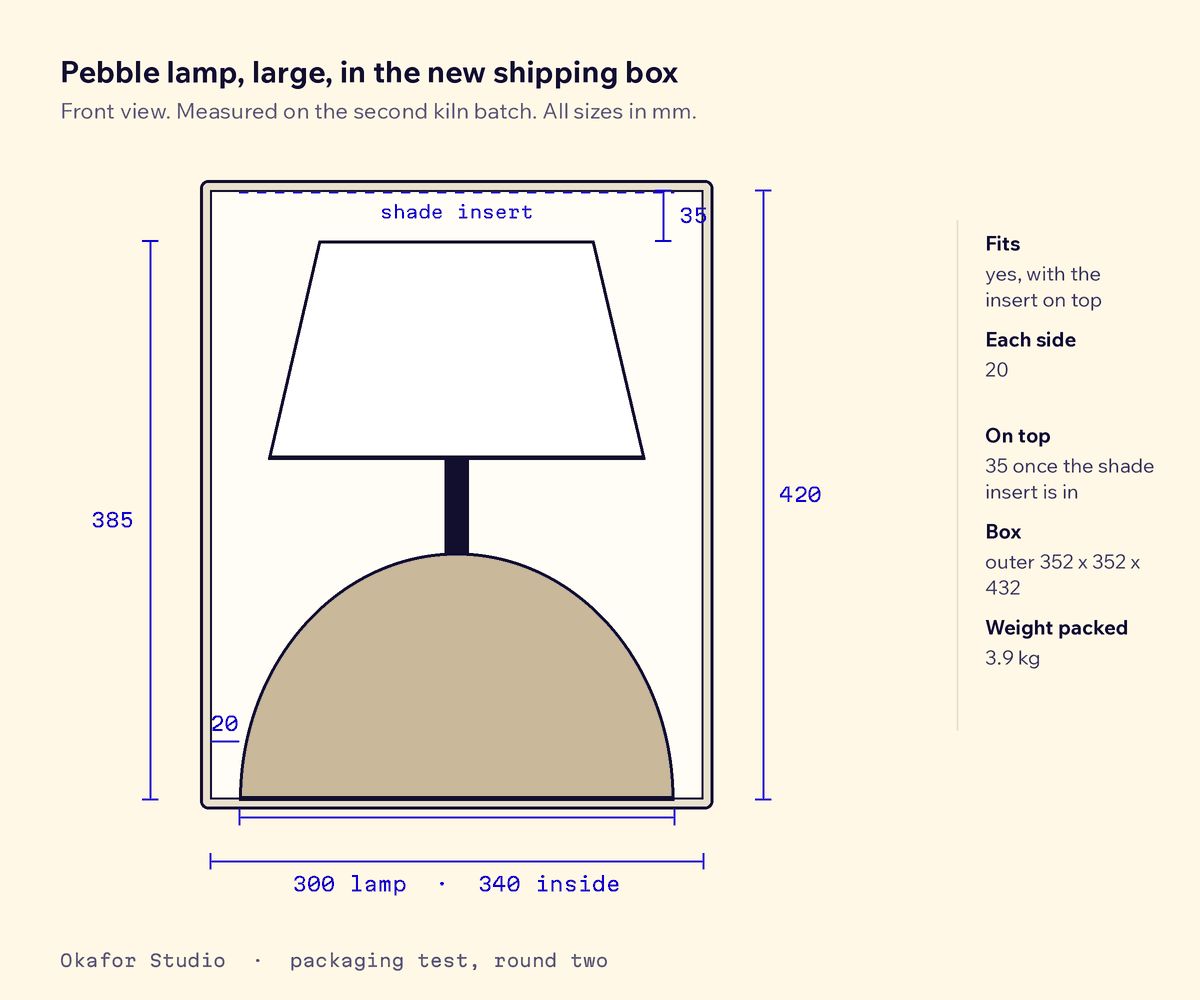 Pebble lamp, large, in the new shipping box
Front view. Measured on the second kiln batch. All sizes in mm.
shade insert
35
385
420
20
300 lamp · 340 inside
Fits
yes, with the
insert on top
Each side
20
On top
35 once the shade
insert is in
Box
outer 352 x 352 x
432
Weight packed
3.9 kg
Okafor Studio · packaging test, round two